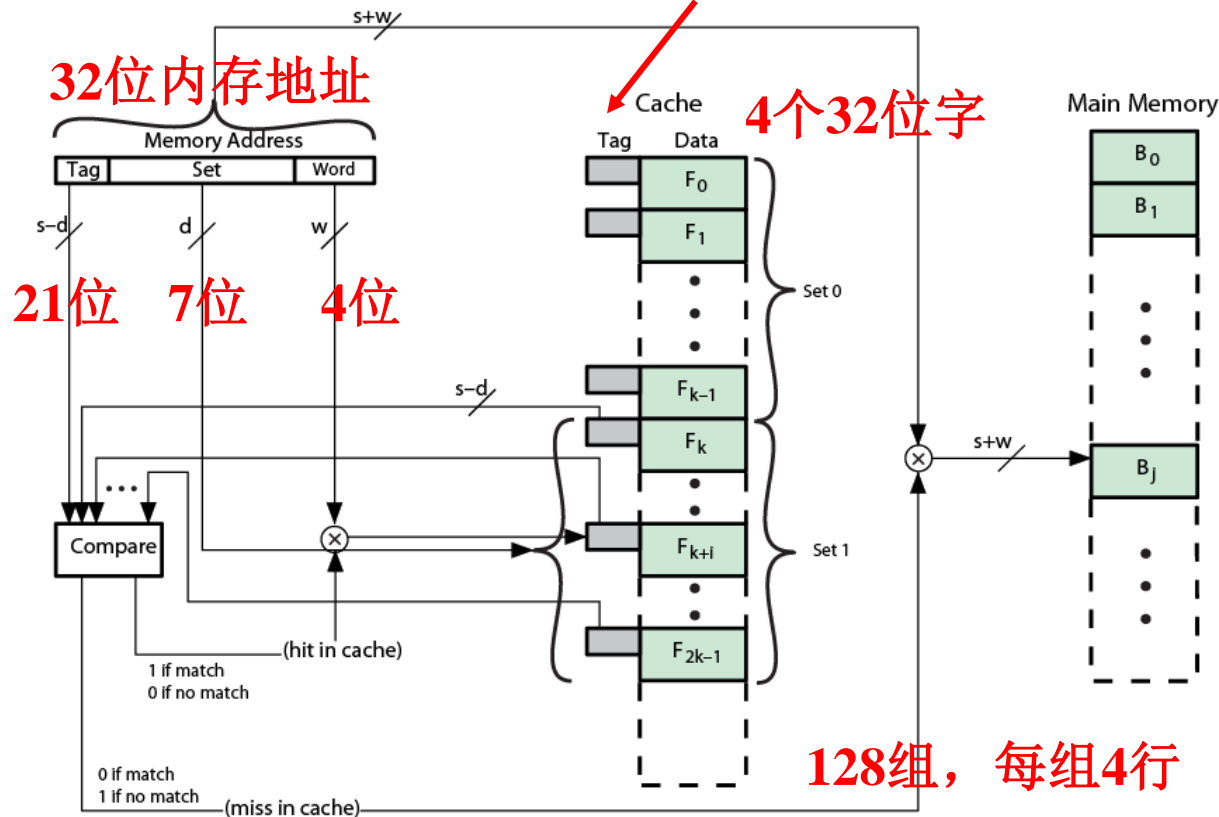 s+w
32位内存地址
Cache
4个32位字
Main Memory
Memory Address
Tag
Data
Tag
Set
Word
F0
B0
F1
B1
s–d
d
w
21位
7位
4位
Set 0
s–d
Fk–1
Fk
s+w
Bj
Compare
Fk+i
Set 1
(hit in cache)
F2k–1
1 if match
0 if no match
128组，每组4行
0 if match
1 if no match
(miss in cache)